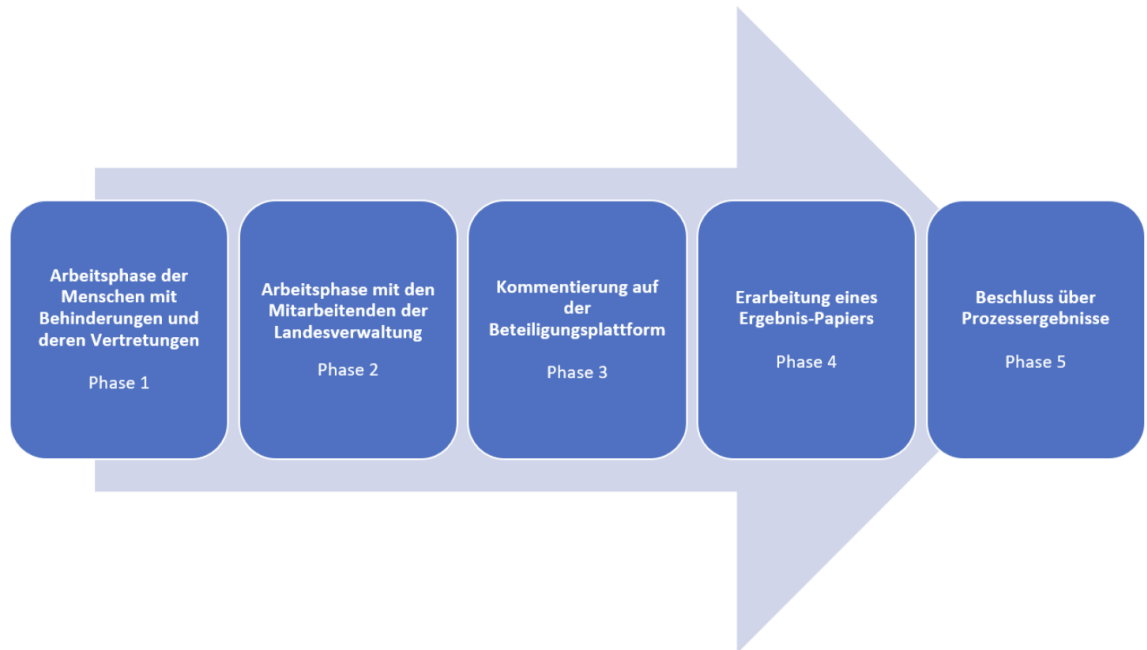 Arbeitsphase der
Menschen mit
Behinderungen und
deren Vertretungen
Phase 1
Arbeitsphase mit den
Mitarbeitenden der
Landesverwaltung
Phase 2
Kommentierung auf
der
Beteiligungsplattform
Phase 3
Erarbeitung eines
Ergebnis-Papiers
Phase 4
Beschluss über
Prozessergebnisse
Phase 5